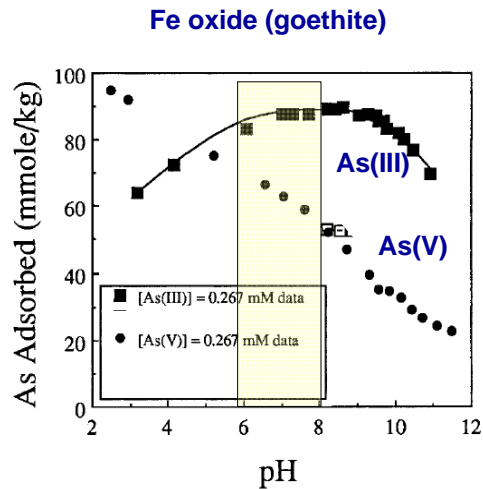 Fe oxide (goethite)
As Adsorbed (mmole/kg)
100
80
60
40
20
0
As(III)
As(V)
[As(III)] = 0.267 mM data
[As(V)] = 0.267 mM data
2
4
6
8
10
12
pH